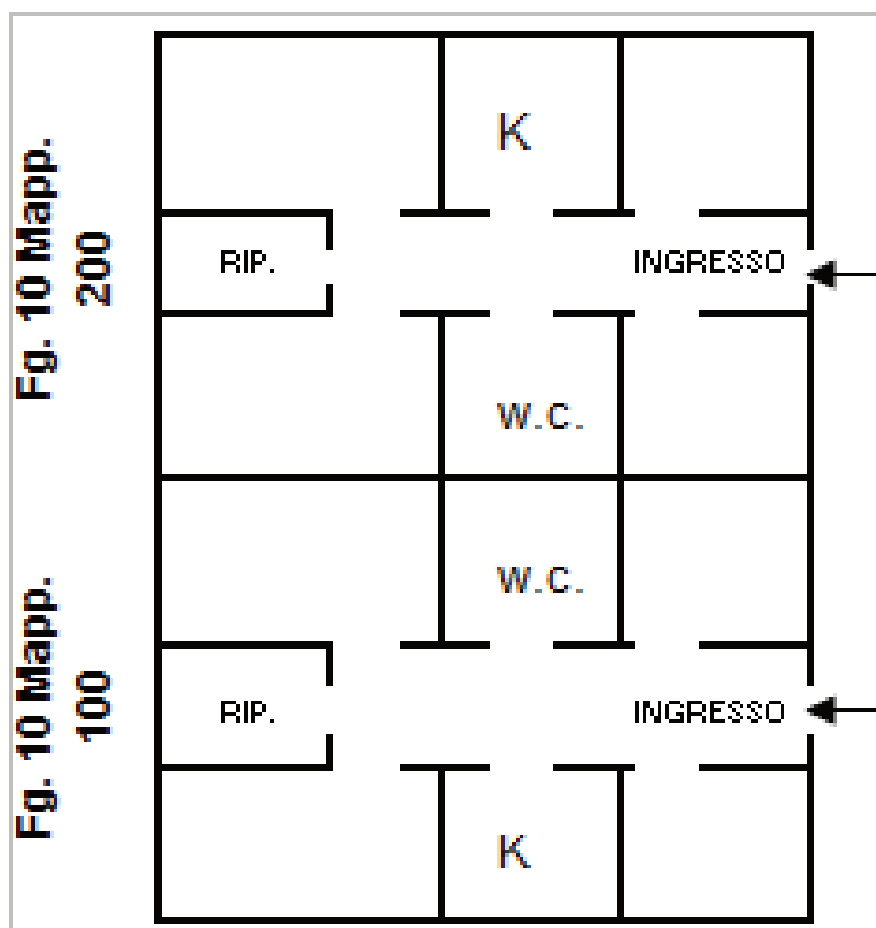 Fg. 10 Mapp.
200
K
RIP.
INGRESSO
W.C.
Fg. 10 Mapp.
100
W.C.
RIP.
INGRESSO
K